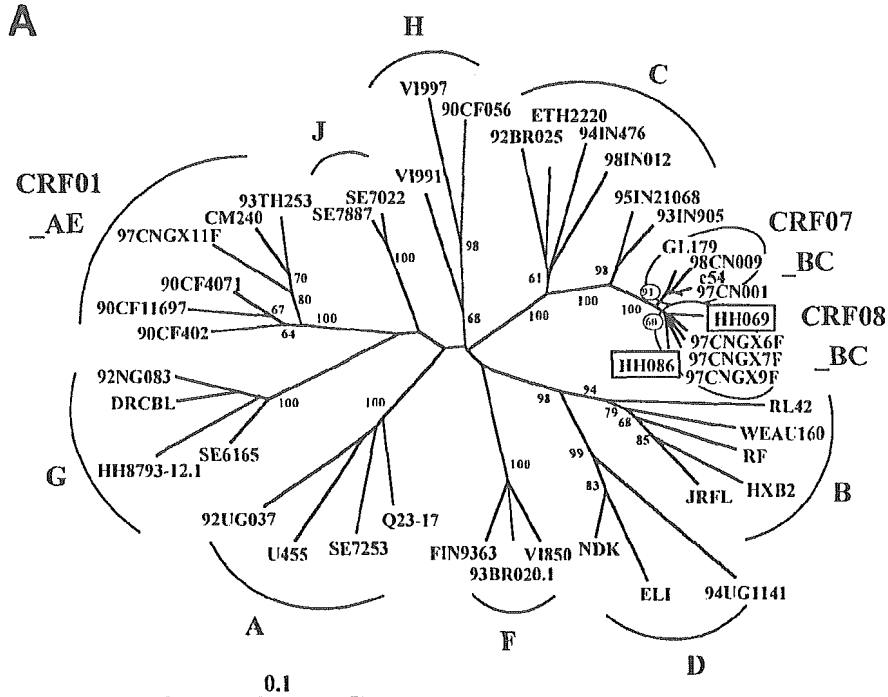 A
H
C
J
VI997
90CF056
ETH2220
92BR025
94IN476
98IN012
VI991
CRF01
_AE
93TH253
CM240
97CNGX11F
SE7022
SE7887
95IN21068
93IN905
GL179
98CN009
c54
97CN001
CRF07
_BC
HH069
CRF08
_BC
97CNGX6F
97CNGX7F
97CNGX9F
HH086
90CF4071
90CF11697
90CF402
70
80
67
64
100
100
98
68
61
100
98
100
91
100
60
92NG083
DRCBL
HH8793-12.1
SE6165
100
G
100
92UG037
U455
SE7253
Q23-17
A
100
FIN9363
93BR020.1
VI850
F
98
94
79
68
85
99
83
RL42
WEAU160
RF
HXB2
JRFL
B
NDK
ELI
94UG1141
D
0.1